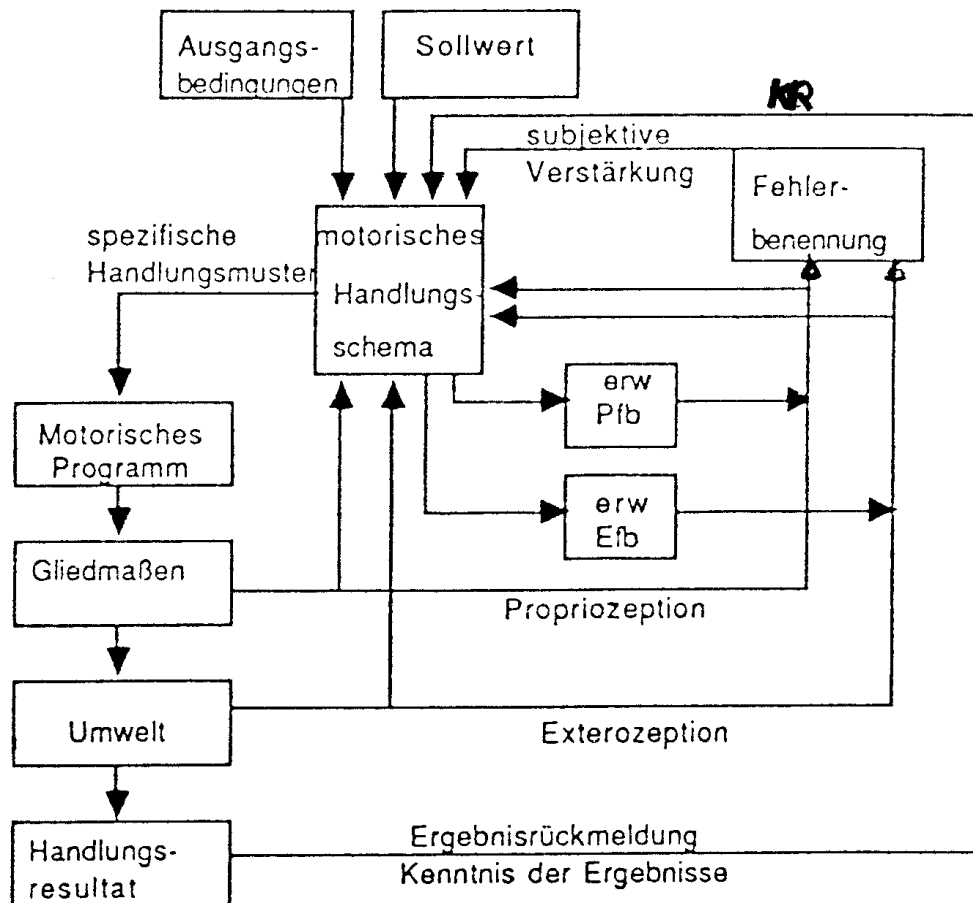 Ausgangs-
bedingungen
Sollwert
KR
subjektive
Verstärkung
Fehler-
benennung
spezifische
Handlungsmuster
motorisches
Handlungs-
schema
erw
Pfb
Motorisches
Programm
erw
Efb
Gliedmaßen
Propriozeption
Umwelt
Exterozeption
Handlungs-
resultat
Ergebnisrückmeldung
Kenntnis der Ergebnisse